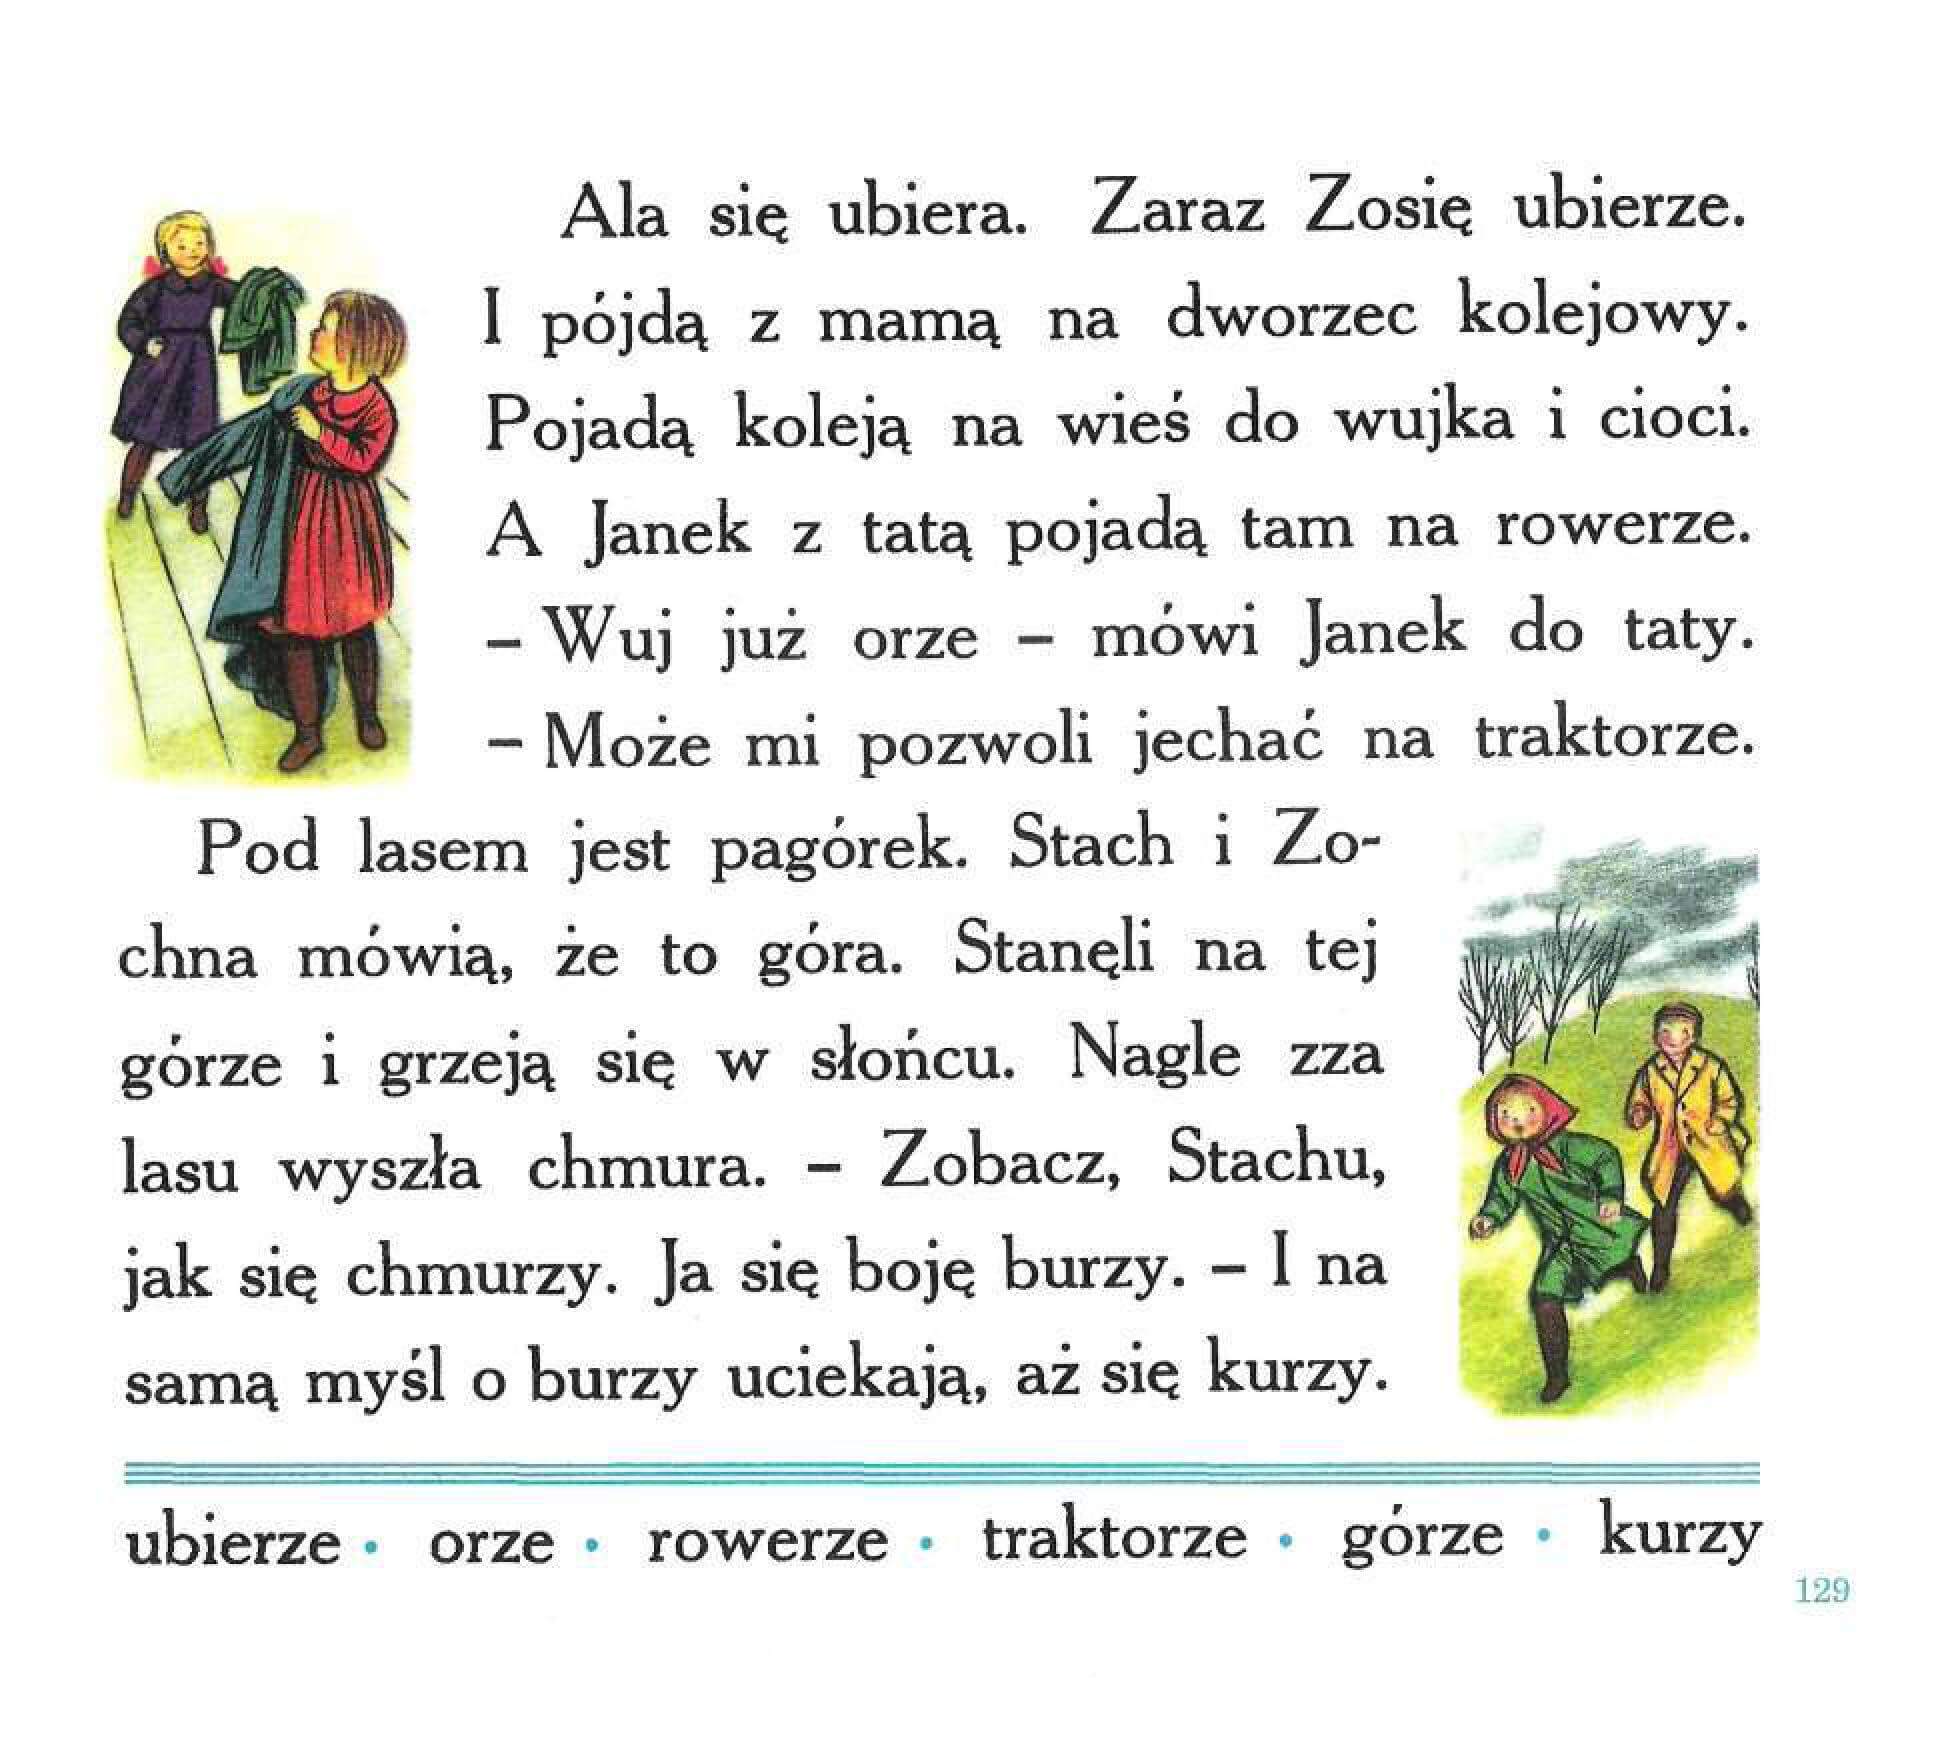 Ala się ubiera. Zaraz Zosię ubierze.
I pójdą z mamą na dworzec kolejowy.
Pojadą koleją na wieś do wujka i cioci.
A Janek z tatą pojadą tam na rowerze.
– Wuj już orze – mówi Janek do taty.
– Może mi pozwoli jechać na traktorze.
Pod lasem jest pagórek. Stach i Zo-
chna mówią, że to góra. Stanęli na tej
górze i grzeją się w słońcu. Nagle zza
lasu wyszła chmura. – Zobacz, Stachu,
jak się chmurzy. Ja się boję burzy. – I na
samą myśl o burzy uciekają, aż się kurzy.
ubierze • orze • rowerze • traktorze • górze • kurzy
129